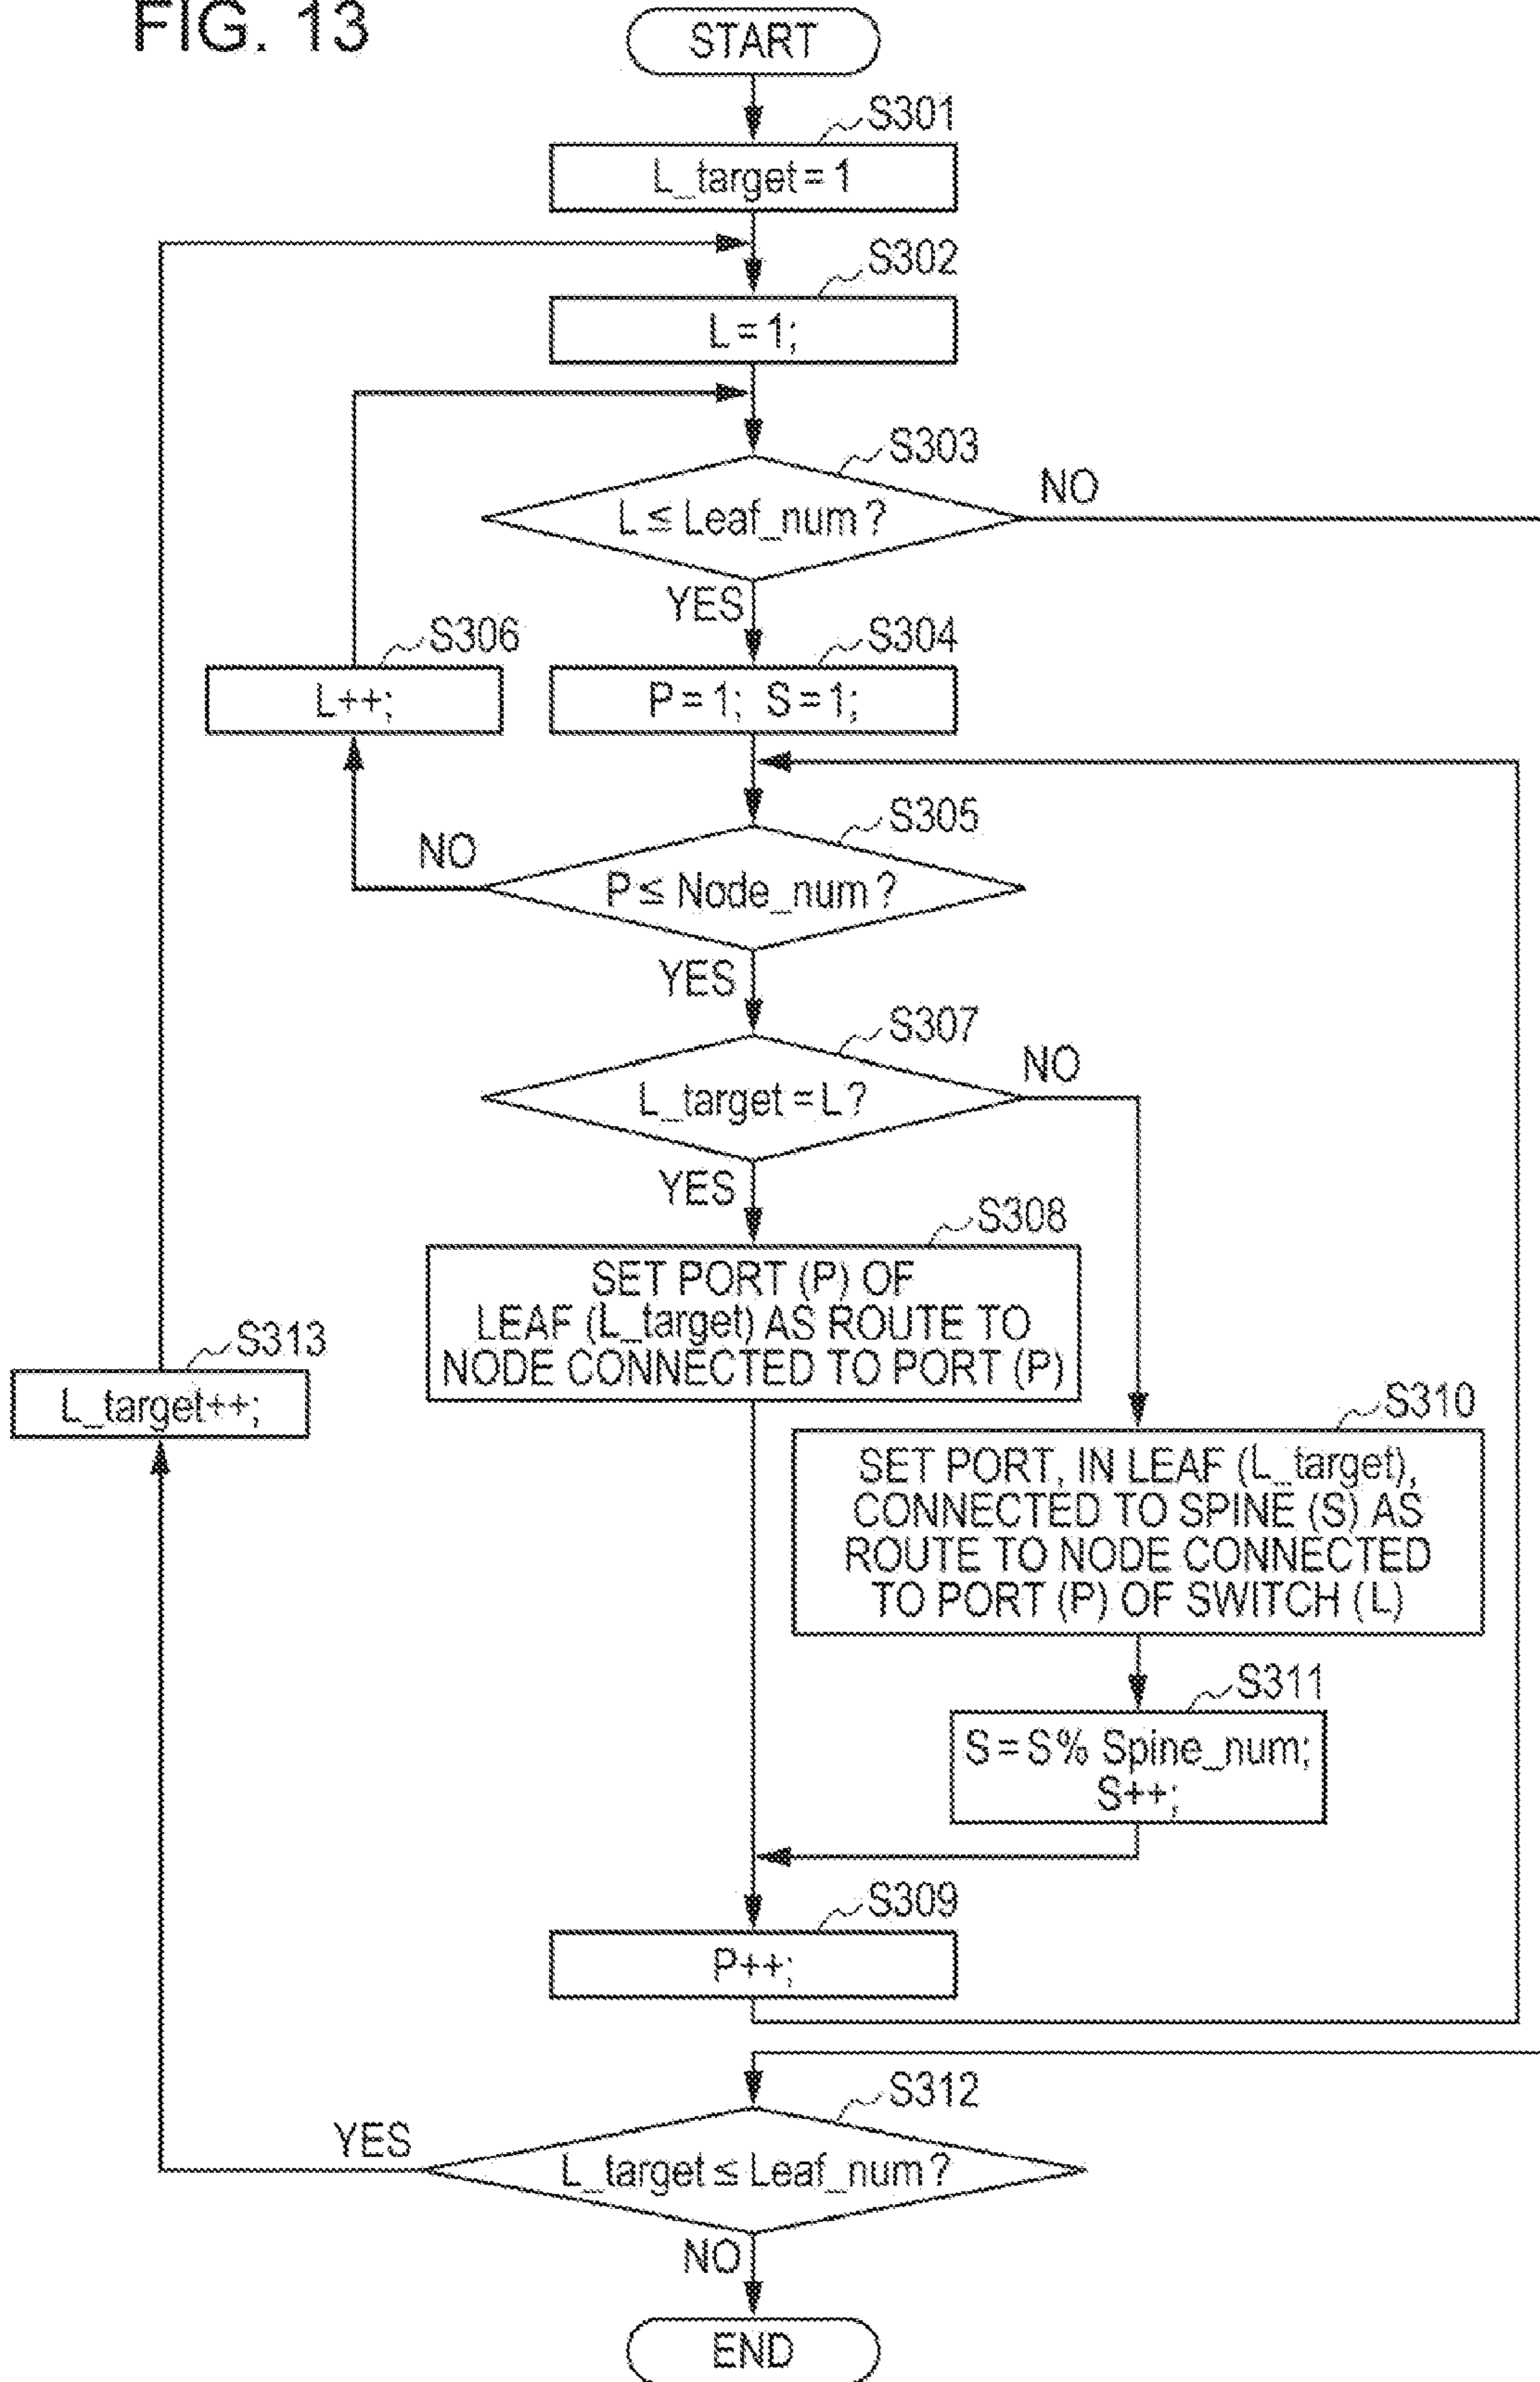 FIG. 13
START
S301
L_target = 1
S302
L = 1;
S303
L ≦ Leaf_num ?
NO
YES
S306
L++;
S304
P = 1; S = 1;
S305
NO
P ≦ Node_num ?
YES
S307
L_target = L?
NO
YES
S308
SET PORT (P) OF
LEAF (L_target) AS ROUTE TO
NODE CONNECTED TO PORT (P)
S313
L_target++;
S310
SET PORT, IN LEAF (L_target),
CONNECTED TO SPINE (S) AS
ROUTE TO NODE CONNECTED
TO PORT (P) OF SWITCH (L)
S311
S = S % Spine_num;
S++;
S309
P++;
S312
YES
L_target ≦ Leaf_num ?
NO
END